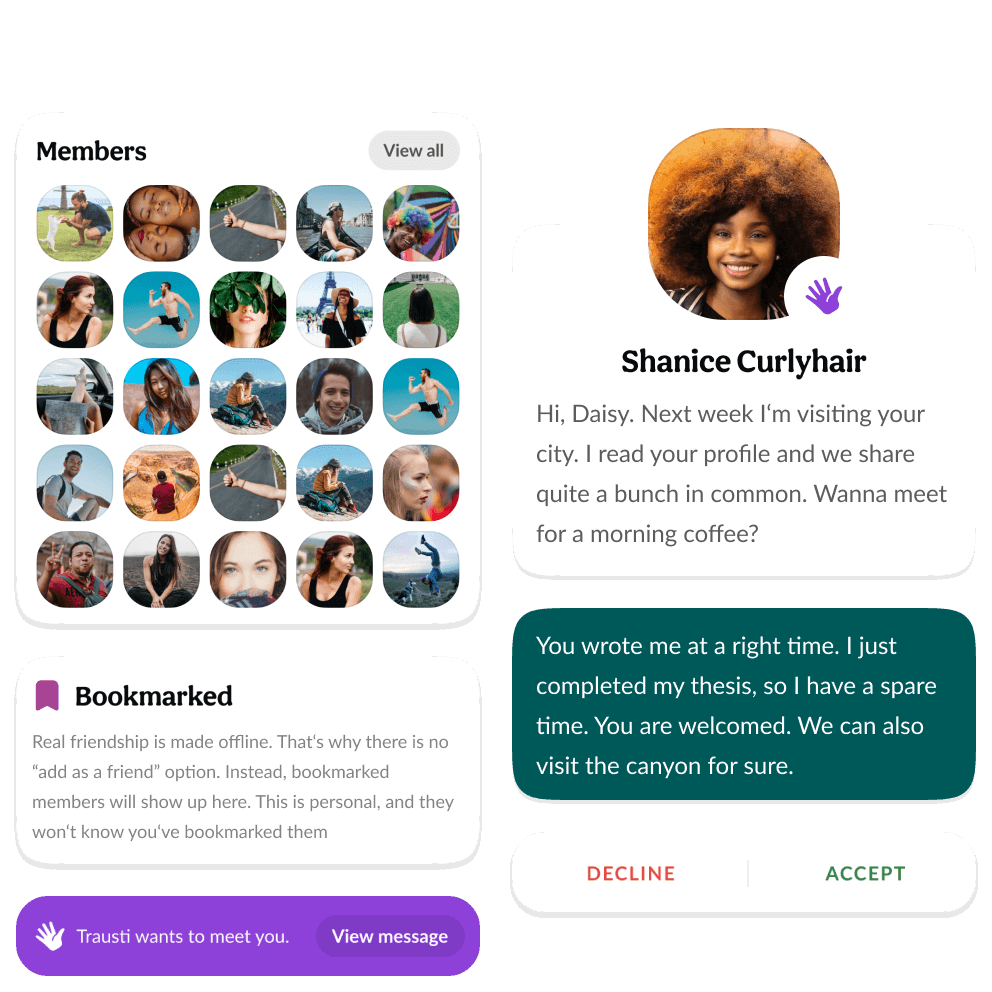 Members
View all
Bookmarked
Real friendship is made offline. That‘s why there is no
“add as a friend” option. Instead, bookmarked
members will show up here. This is personal, and they
won‘t know you‘ve bookmarked them
Trausti wants to meet you.
View message
Shanice Curlyhair
Hi, Daisy. Next week I‘m visiting your
city. I read your profile and we share
quite a bunch in common. Wanna meet
for a morning coffee?
You wrote me at a right time. I just
completed my thesis, so I have a spare
time. You are welcomed. We can also
visit the canyon for sure.
DECLINE
ACCEPT